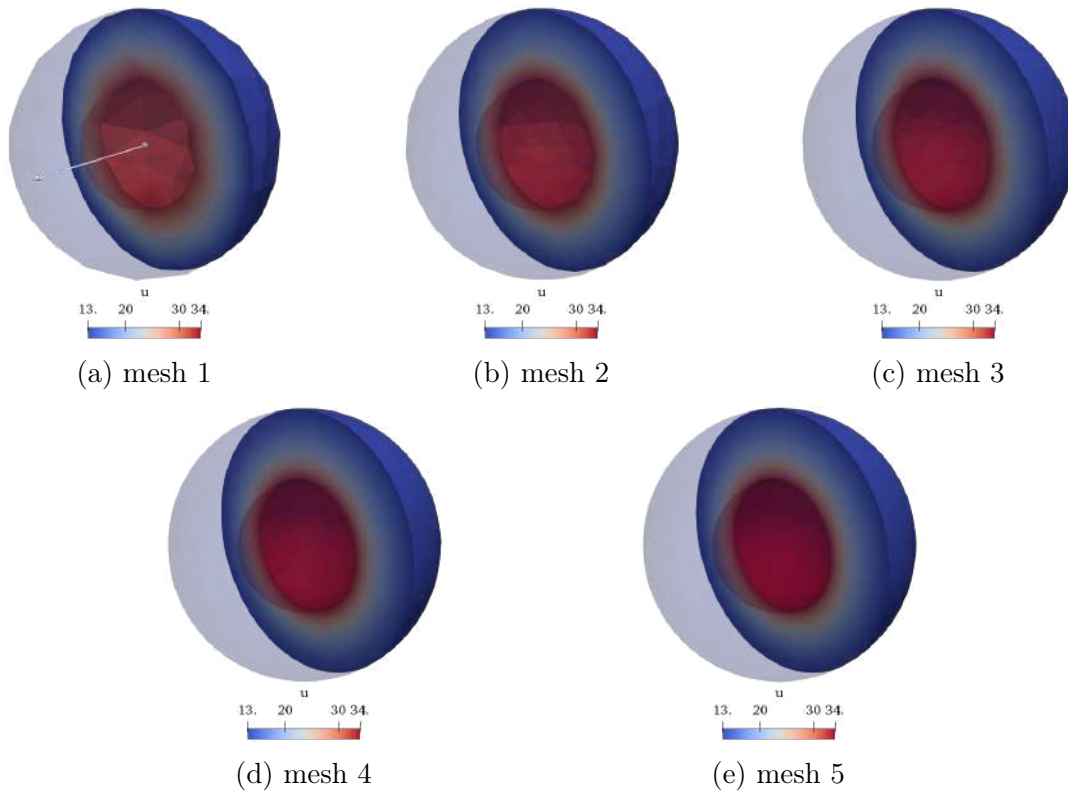 u
13. 20 30 34.
(a) mesh 1
u
13. 20 30 34.
(b) mesh 2
u
13. 20 30 34.
(c) mesh 3
u
13. 20 30 34.
(d) mesh 4
u
13. 20 30 34.
(e) mesh 5